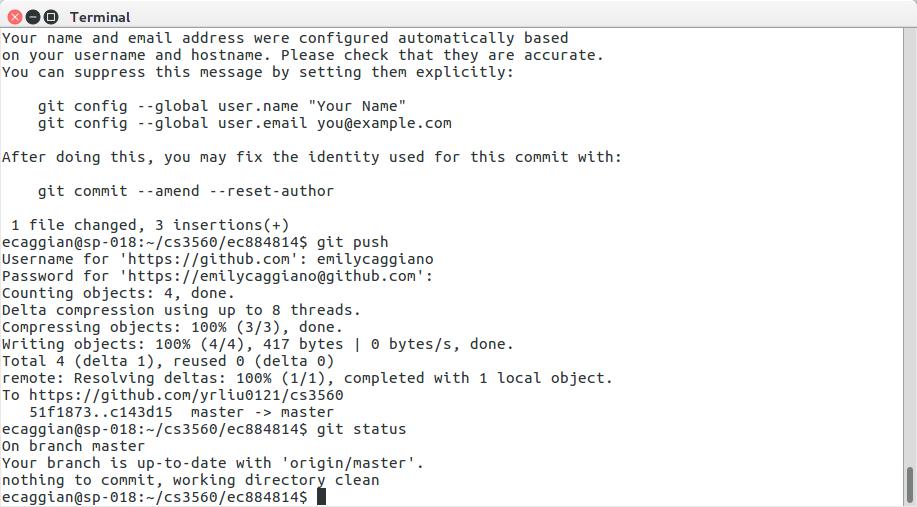 Terminal
Your name and email address were configured automatically based
on your username and hostname. Please check that they are accurate.
You can suppress this message by setting them explicitly:
    git config --global user.name "Your Name"
    git config --global user.email you@example.com
After doing this, you may fix the identity used for this commit with:
    git commit --amend --reset-author
 1 file changed, 3 insertions(+)
ecaggian@sp-018:~/cs3560/ec884814$ git push
Username for 'https://github.com': emilycaggiano
Password for 'https://emilycaggiano@github.com':
Counting objects: 4, done.
Delta compression using up to 8 threads.
Compressing objects: 100% (3/3), done.
Writing objects: 100% (4/4), 417 bytes | 0 bytes/s, done.
Total 4 (delta 1), reused 0 (delta 0)
remote: Resolving deltas: 100% (1/1), completed with 1 local object.
To https://github.com/yrliu0121/cs3560
   51f1873..c143d15  master -> master
ecaggian@sp-018:~/cs3560/ec884814$ git status
On branch master
Your branch is up-to-date with 'origin/master'.
nothing to commit, working directory clean
ecaggian@sp-018:~/cs3560/ec884814$